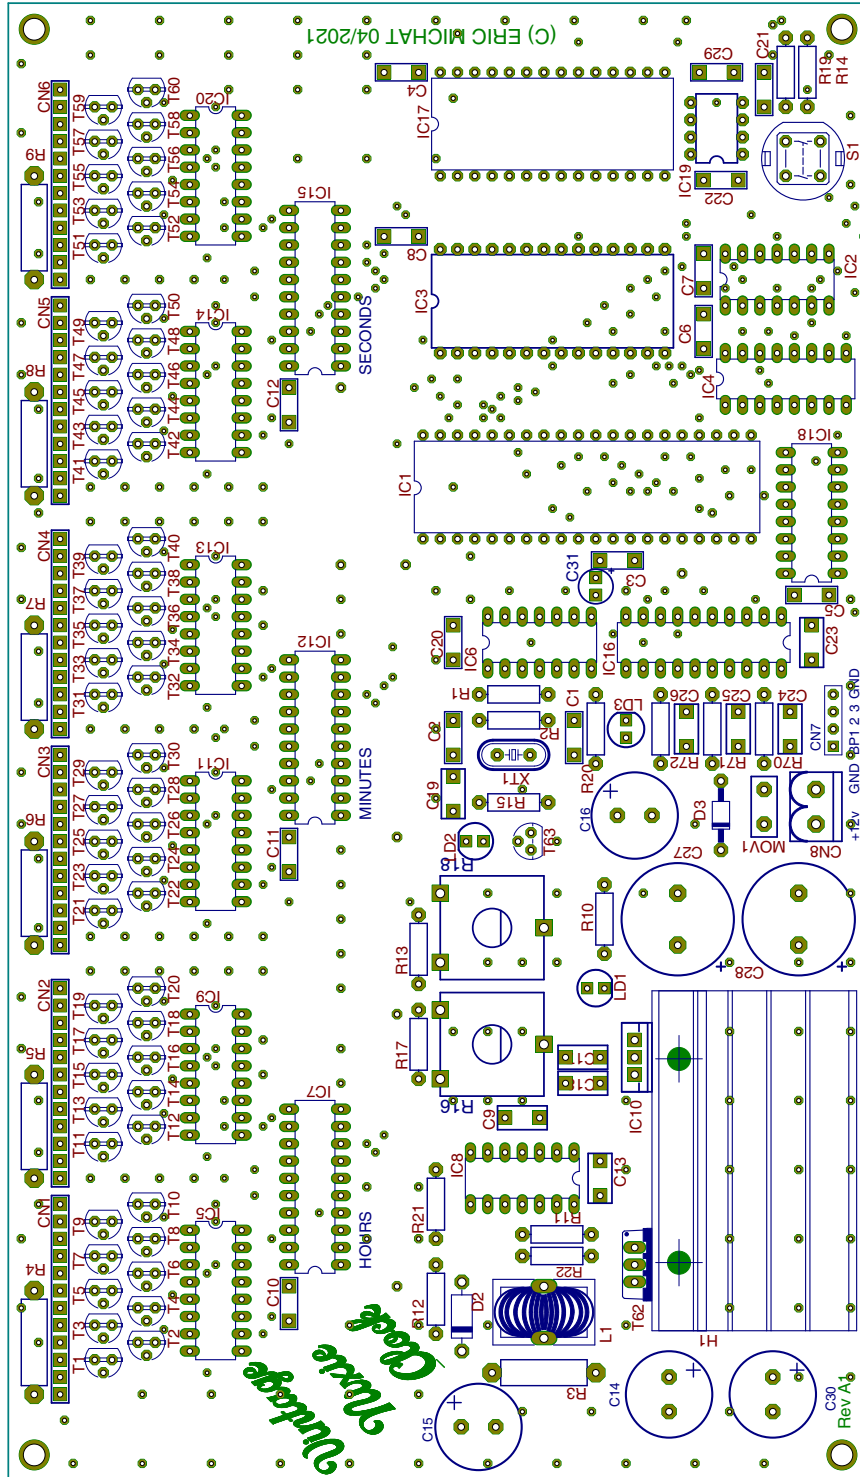 (C) ERIC MICHAT 04/2021
CN6
R9
T59
T57
T55
T53
T51
T60
T58
T56
T54
T52
IC20
IC15
SECONDS
C4
IC17
C29
C21
R19
R14
IC19
C22
S1
C8
IC3
C7
C6
IC2
IC4
CN5
R8
T49
T47
T45
T43
T41
T50
T48
T46
T44
T42
IC14
C12
IC1
IC18
C31
C3
C5
CN4
R7
T39
T37
T35
T33
T31
T40
T38
T36
T34
T32
IC13
IC12
MINUTES
C20
IC6
IC16
C23
R1
R2
C2
C1
XT1
C19
R15
R20
LD3
C26
R72
C25
R71
C24
R70
CN7
BP1 2 3 GND
CN3
R6
T29
T27
T25
T23
T21
T30
T28
T26
T24
T22
IC11
C11
LD2
R18
T63
C16
D3
MOV1
CN8
+12v GND
C27
C28
R10
R13
LD1
CN2
R5
T19
T17
T15
T13
T11
T20
T18
T16
T14
T12
IC9
IC7
HOURS
R17
R16
C17
C9
IC10
IC8
C13
R21
R11
R22
CN1
R4
T9
T7
T5
T3
T1
T10
T8
T6
T4
T2
IC5
C10
R12
D2
L1
T62
H1
R3
C15
C14
C30
Rev A1
Vintage
Nixie
Clock